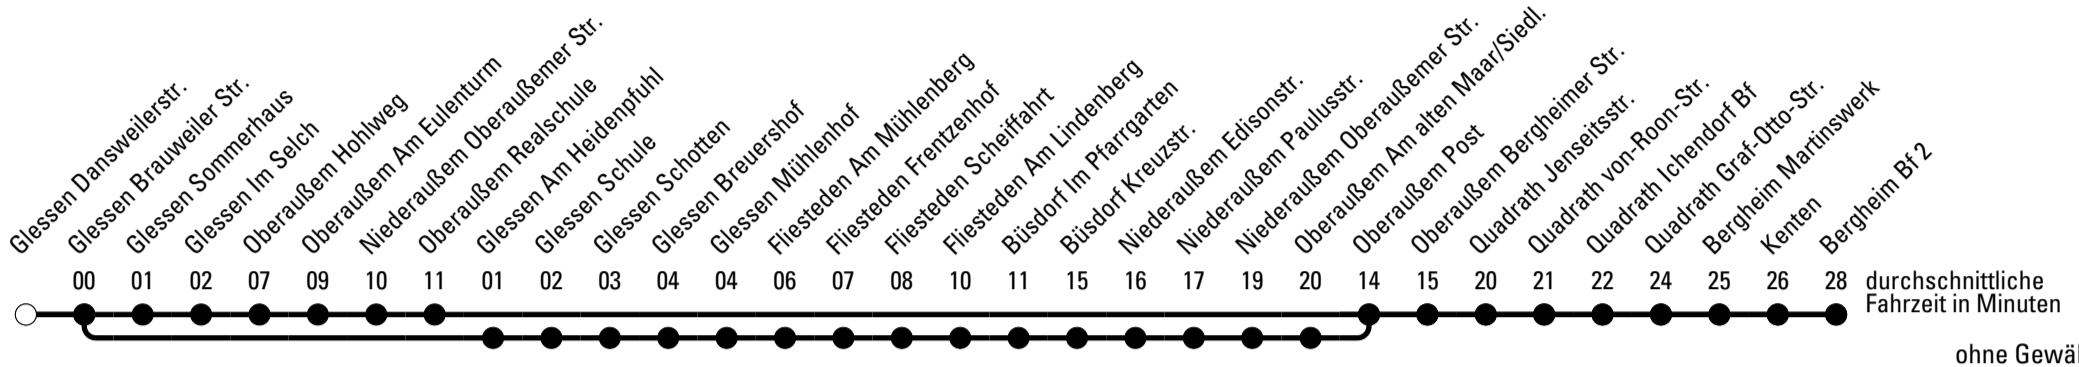 Glessen Dansweilerstr.
Glessen Brauweiler Str.
Glessen Sommerhaus
Glessen Im Selch
Oberaußem Hohlweg
Oberaußem Am Eulenturm
Niederaußem Oberaußemer Str.
Oberaußem Realschule
Glessen Am Heidenpfuhl
Glessen Schule
Glessen Schotten
Glessen Breuershof
Glessen Mühlenhof
Fliesteden Am Mühlenberg
Fliesteden Frentzenhof
Fliesteden Scheiffahrt
Fliesteden Am Lindenberg
Büsdorf Im Pfarrgarten
Büsdorf Kreuzstr.
Niederaußem Edisonstr.
Niederaußem Paulusstr.
Niederaußem Oberaußemer Str.
Oberaußem Am alten Maar/Siedl.
Oberaußem Post
Oberaußem Bergheimer Str.
Quadrath Jenseitsstr.
Quadrath von-Roon-Str.
Quadrath Ichendorf Bf
Quadrath Graf-Otto-Str.
Bergheim Martinswerk
Kenten
Bergheim Bf 2
00 01 02 07 09 10 11 01 02 03 04 04 06 07 08 10 11 15 16 17 19 20 14 15 20 21 22 24 25 26 28 durchschnittliche
Fahrzeit in Minuten
ohne Gewäh